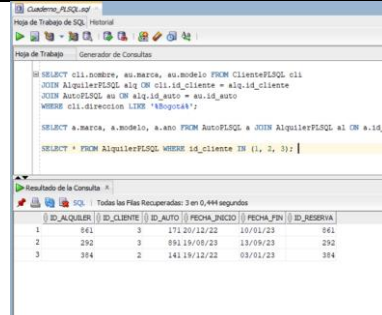 Cuaderno_PLSQL.sql
Hoja de Trabajo de SQL Historial
Hoja de Trabajo Generador de Consultas
SELECT cli.nombre, au.marca, au.modelo FROM ClientePLSQL cli
JOIN AlquilerPLSQL alq ON cli.id_cliente = alq.id_cliente
JOIN AutoPLSQL au ON alq.id_auto = au.id_auto
WHERE cli.direccion LIKE '%Bogotá%';
SELECT a.marca, a.modelo, a.ano FROM AutoPLSQL a JOIN AlquilerPLSQL al ON a.id_
SELECT * FROM AlquilerPLSQL WHERE id_cliente IN (1, 2, 3);
Resultado de la Consulta
SQL | Todas las Filas Recuperadas: 3 en 0,444 segundos
ID_ALQUILER ID_CLIENTE ID_AUTO FECHA_INICIO FECHA_FIN ID_RESERVA
1 861 3 171 20/12/22 10/01/23 861
2 292 3 891 19/08/23 13/09/23 292
3 384 2 141 19/12/22 03/01/23 384